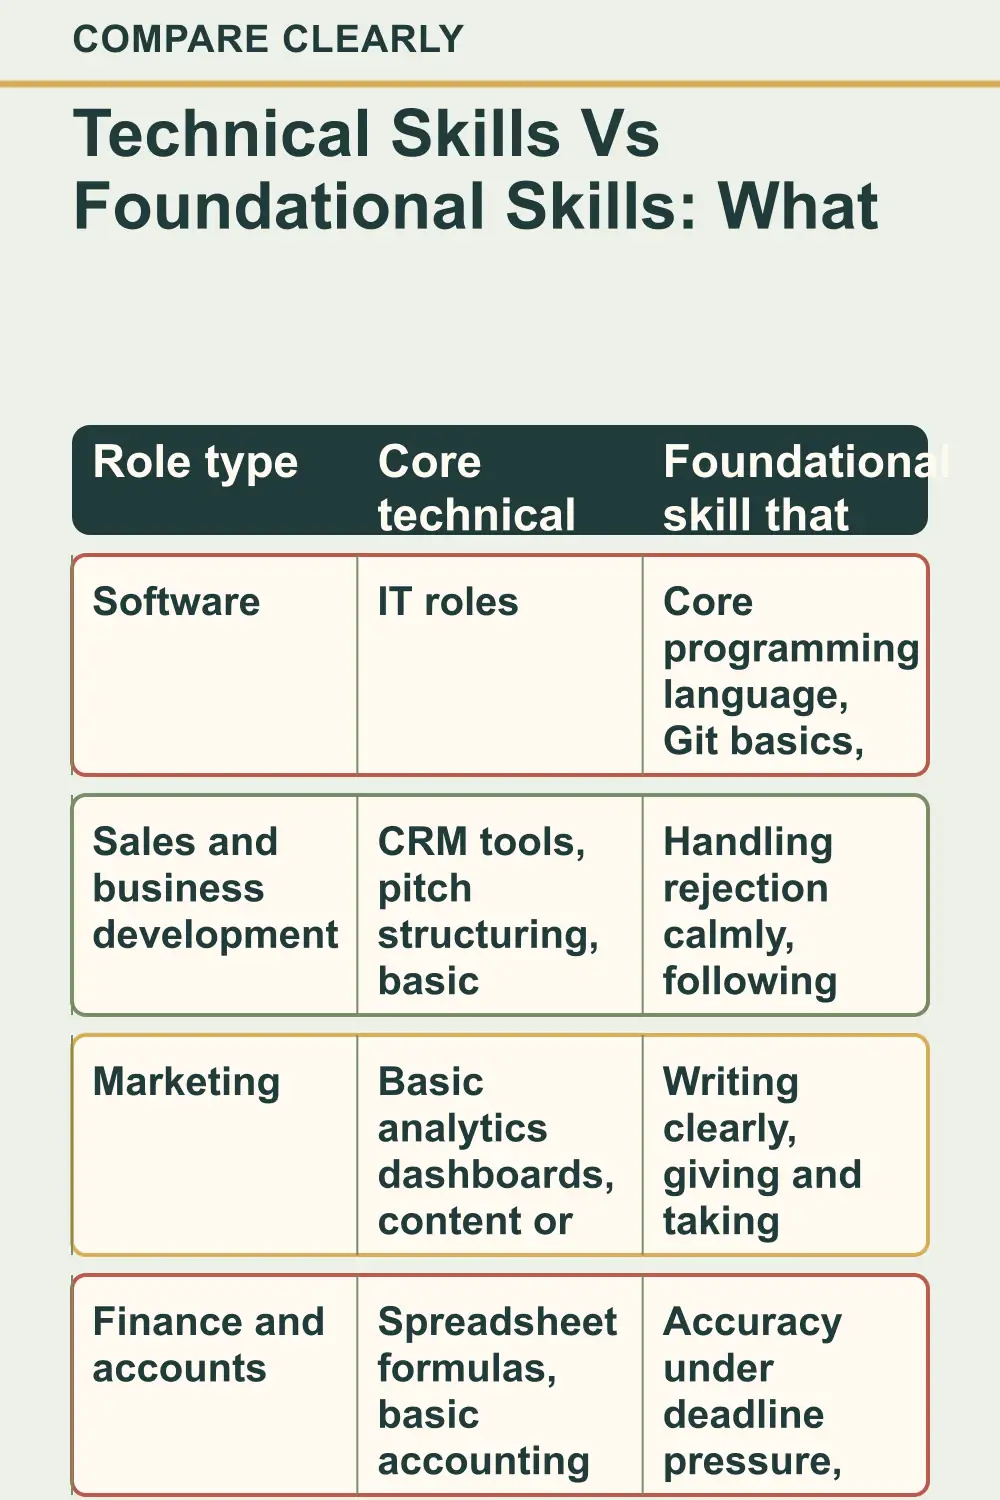 COMPARE CLEARLY
Technical Skills Vs
Foundational Skills: What
Role type
Core
technical
Foundational
skill that
Software
IT roles
Core
programming
language,
Git basics,
Sales and
business
development
CRM tools,
pitch
structuring,
basic
Handling
rejection
calmly,
following
Marketing
Basic
analytics
dashboards,
content or
Writing
clearly,
giving and
taking
Finance and
accounts
Spreadsheet
formulas,
basic
accounting
Accuracy
under
deadline
pressure,